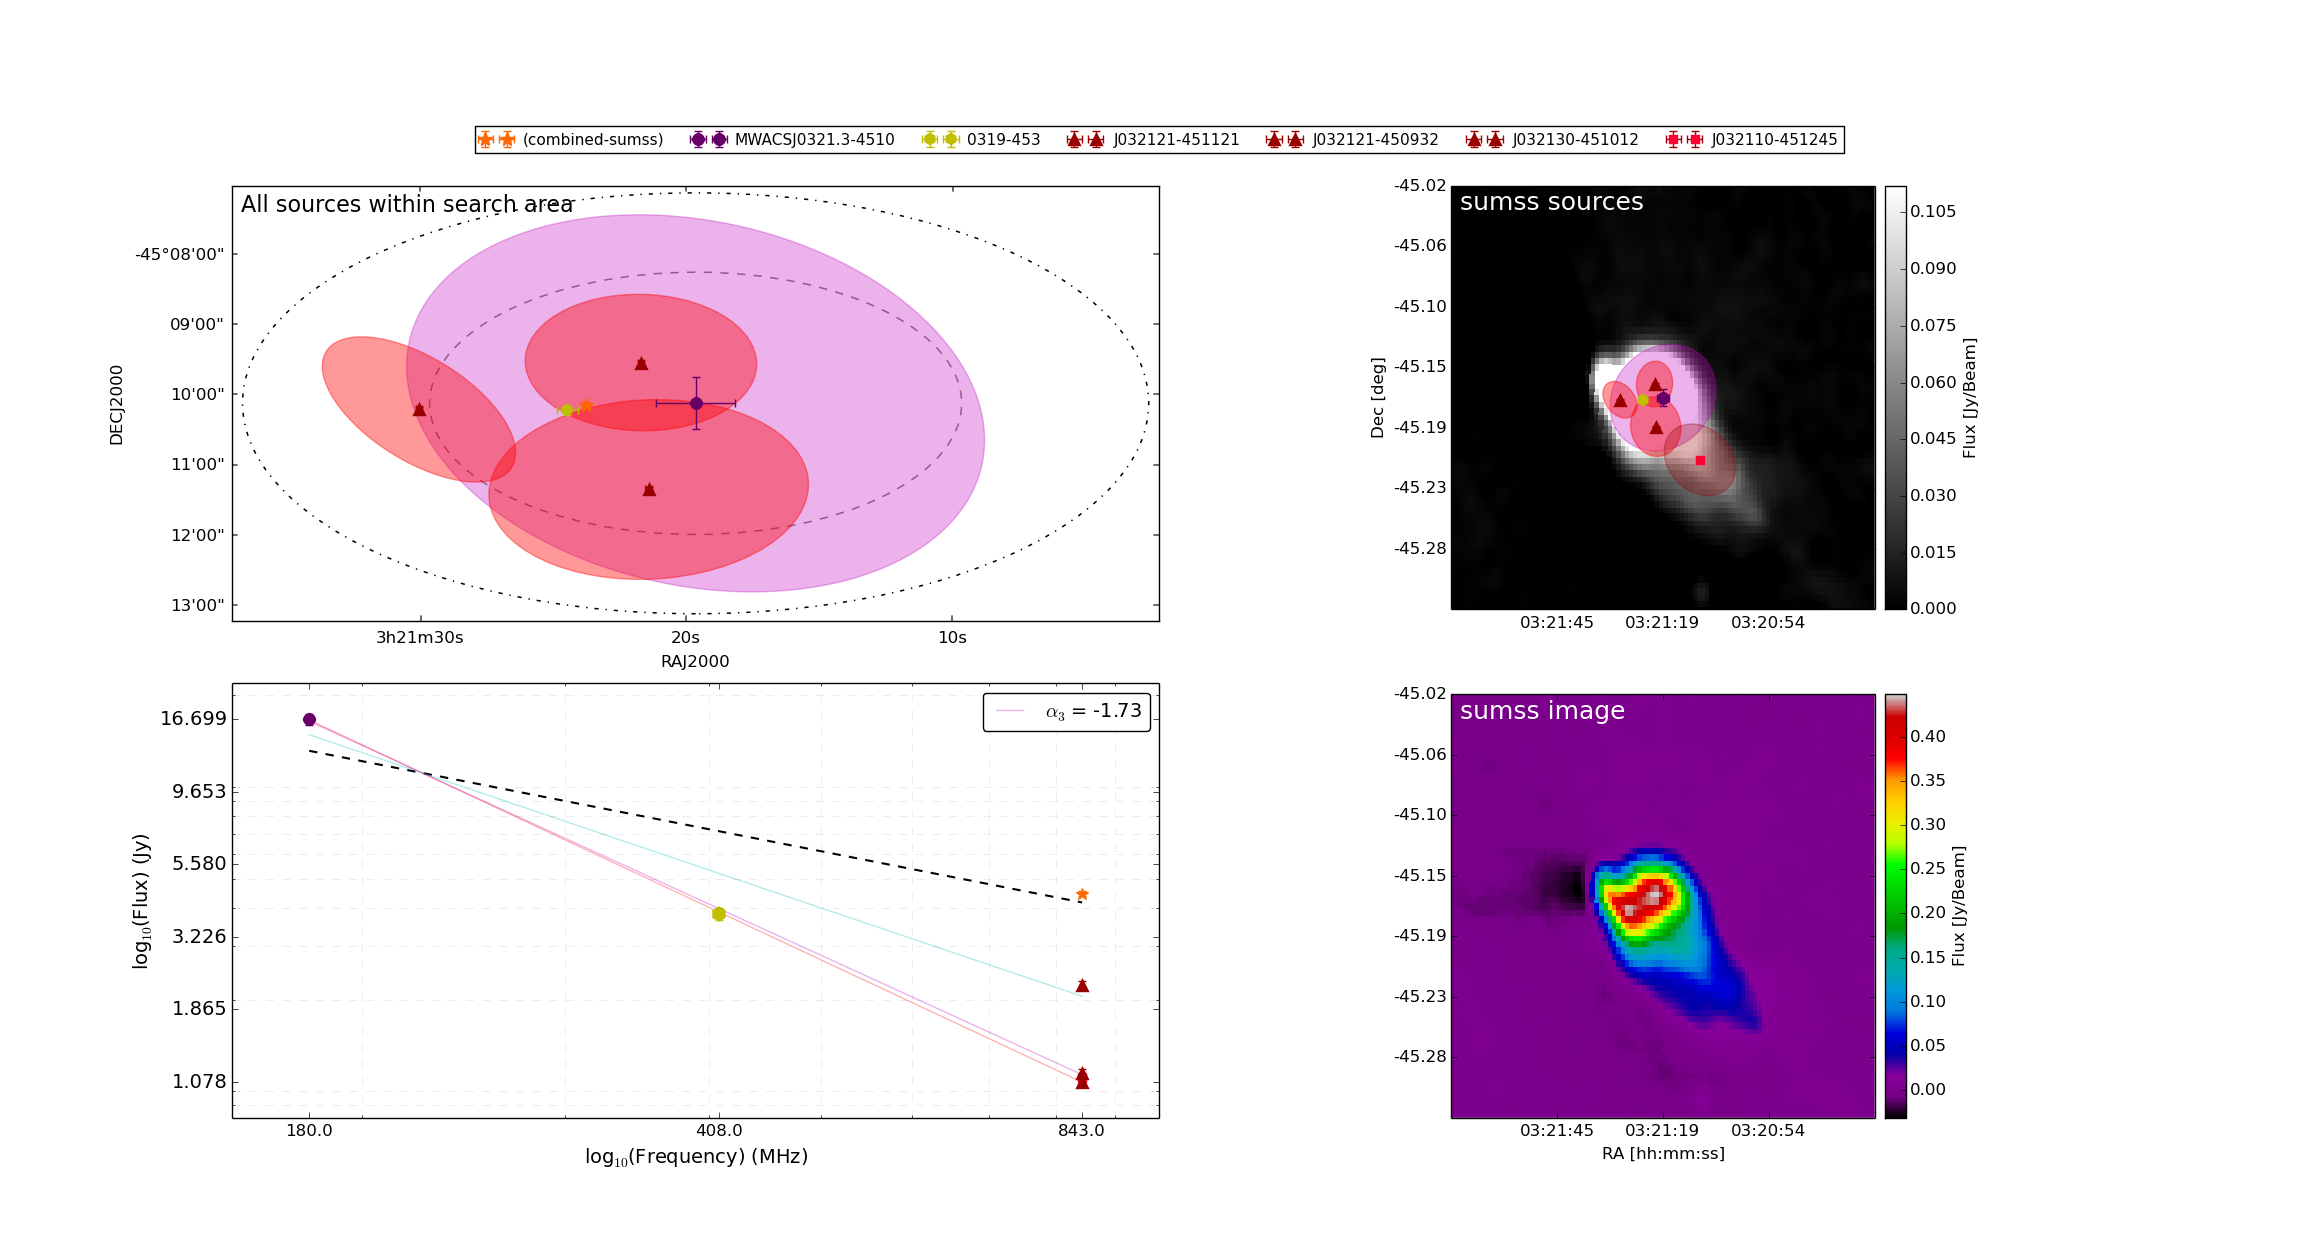 (combined-sumss) MWACSJ0321.3-4510 0319-453 J032121-451121 J032121-450932 J032130-451012 J032110-451245
All sources within search area
-45°08'00"
09'00"
10'00"
11'00"
12'00"
13'00"
DECJ2000
3h21m30s 20s 10s
RAJ2000
sumss sources
-45.02
-45.06
-45.10
-45.15
-45.19
-45.23
-45.28
Dec [deg]
03:21:45 03:21:19 03:20:54
0.105
0.090
0.075
0.060
0.045
0.030
0.015
0.000
Flux [Jy/Beam]
α₃ = -1.73
16.699
9.653
5.580
3.226
1.865
1.078
log₁₀(Flux) (Jy)
180.0 408.0 843.0
log₁₀(Frequency) (MHz)
sumss image
-45.02
-45.06
-45.10
-45.15
-45.19
-45.23
-45.28
03:21:45 03:21:19 03:20:54
RA [hh:mm:ss]
0.40
0.35
0.30
0.25
0.20
0.15
0.10
0.05
0.00
Flux [Jy/Beam]